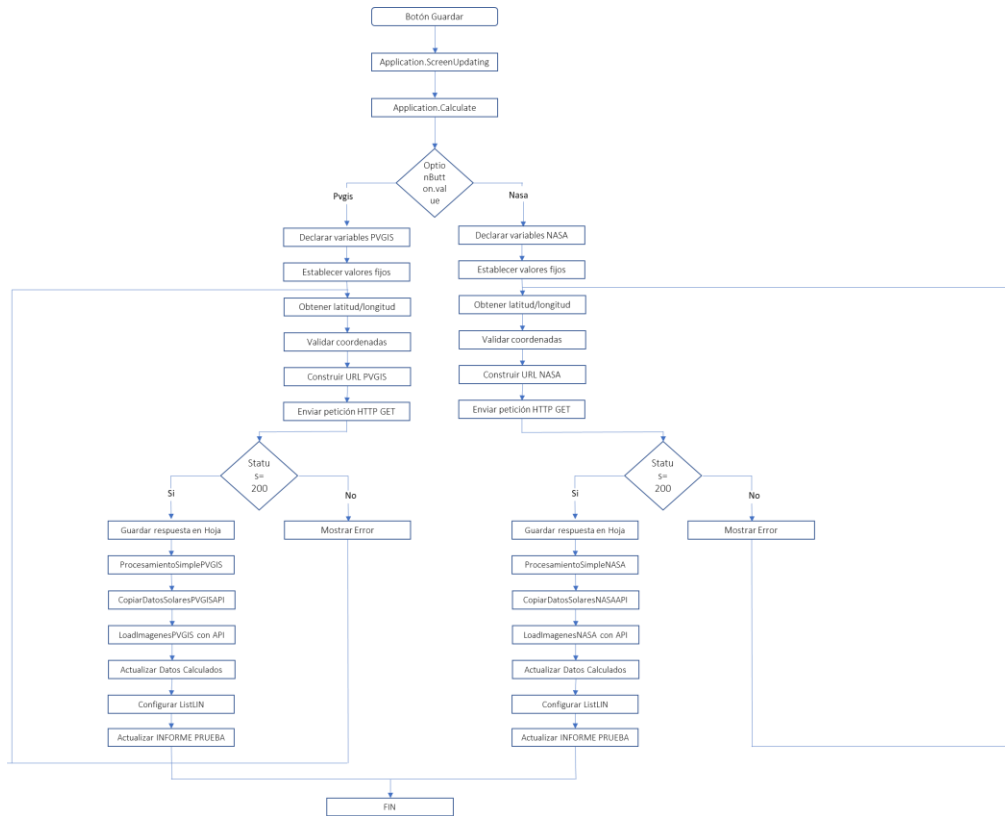 Botón Guardar
Application.ScreenUpdating
Application.Calculate
Optio
nButt
on.val
ue
Pvgis
Nasa
Declarar variables PVGIS
Declarar variables NASA
Establecer valores fijos
Establecer valores fijos
Obtener latitud/longitud
Obtener latitud/longitud
Validar coordenadas
Validar coordenadas
Construir URL PVGIS
Construir URL NASA
Enviar petición HTTP GET
Enviar petición HTTP GET
Statu
s=
200
Statu
s=
200
Si
No
Si
No
Guardar respuesta en Hoja
Mostrar Error
Guardar respuesta en Hoja
Mostrar Error
ProcesamientoSimplePVGIS
ProcesamientoSimpleNASA
CopiarDatosSolaresPVGISAPI
CopiarDatosSolaresNASAAPI
LoadImagenesPVGIS con API
LoadImagenesNASA con API
Actualizar Datos Calculados
Actualizar Datos Calculados
Configurar ListLIN
Configurar ListLIN
Actualizar INFORME PRUEBA
Actualizar INFORME PRUEBA
FIN